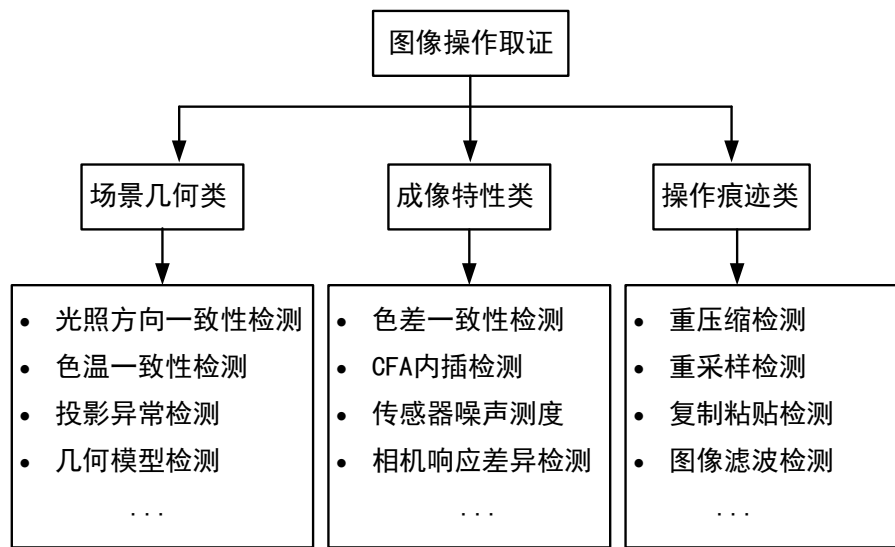 图像操作取证
场景几何类
成像特性类
操作痕迹类
• 光照方向一致性检测
• 色温一致性检测
• 投影异常检测
• 几何模型检测
...
• 色差一致性检测
• CFA内插检测
• 传感器噪声测度
• 相机响应差异检测
...
• 重压缩检测
• 重采样检测
• 复制粘贴检测
• 图像滤波检测
...